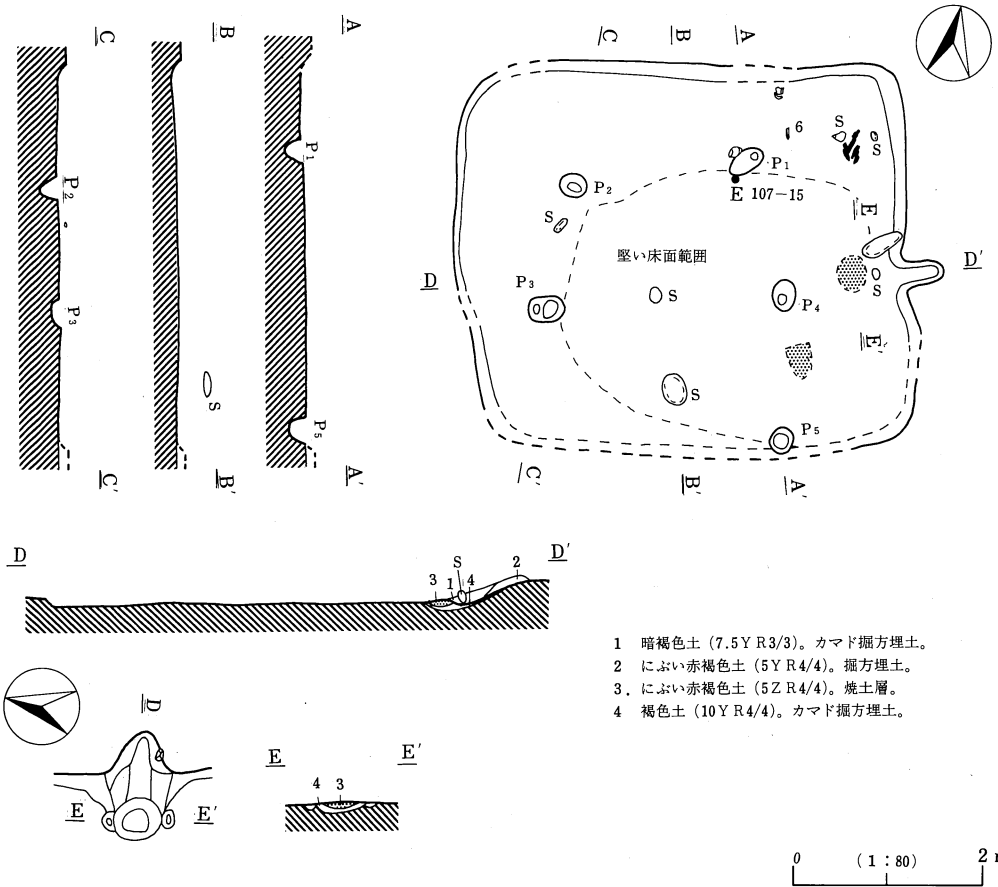 C
B
A
C
B
A
P1
6
S
S
P1
P2
P2
E 107-15
S
E
堅い床面範囲
D
D'
P3
S
S
P3
P4
E'
S
S
P5
P5
C'
B'
A'
C'
B'
A'
D
S
2
D'
3
1
4
1 暗褐色土 (7.5YR3/3)。カマド掘方埋土。
2 にぶい赤褐色土 (5YR4/4)。掘方埋土。
3. にぶい赤褐色土 (5ZR4/4)。焼土層。
4 褐色土 (10YR4/4)。カマド掘方埋土。
D
E
E'
E
E'
4
3
0 (1:80) 2